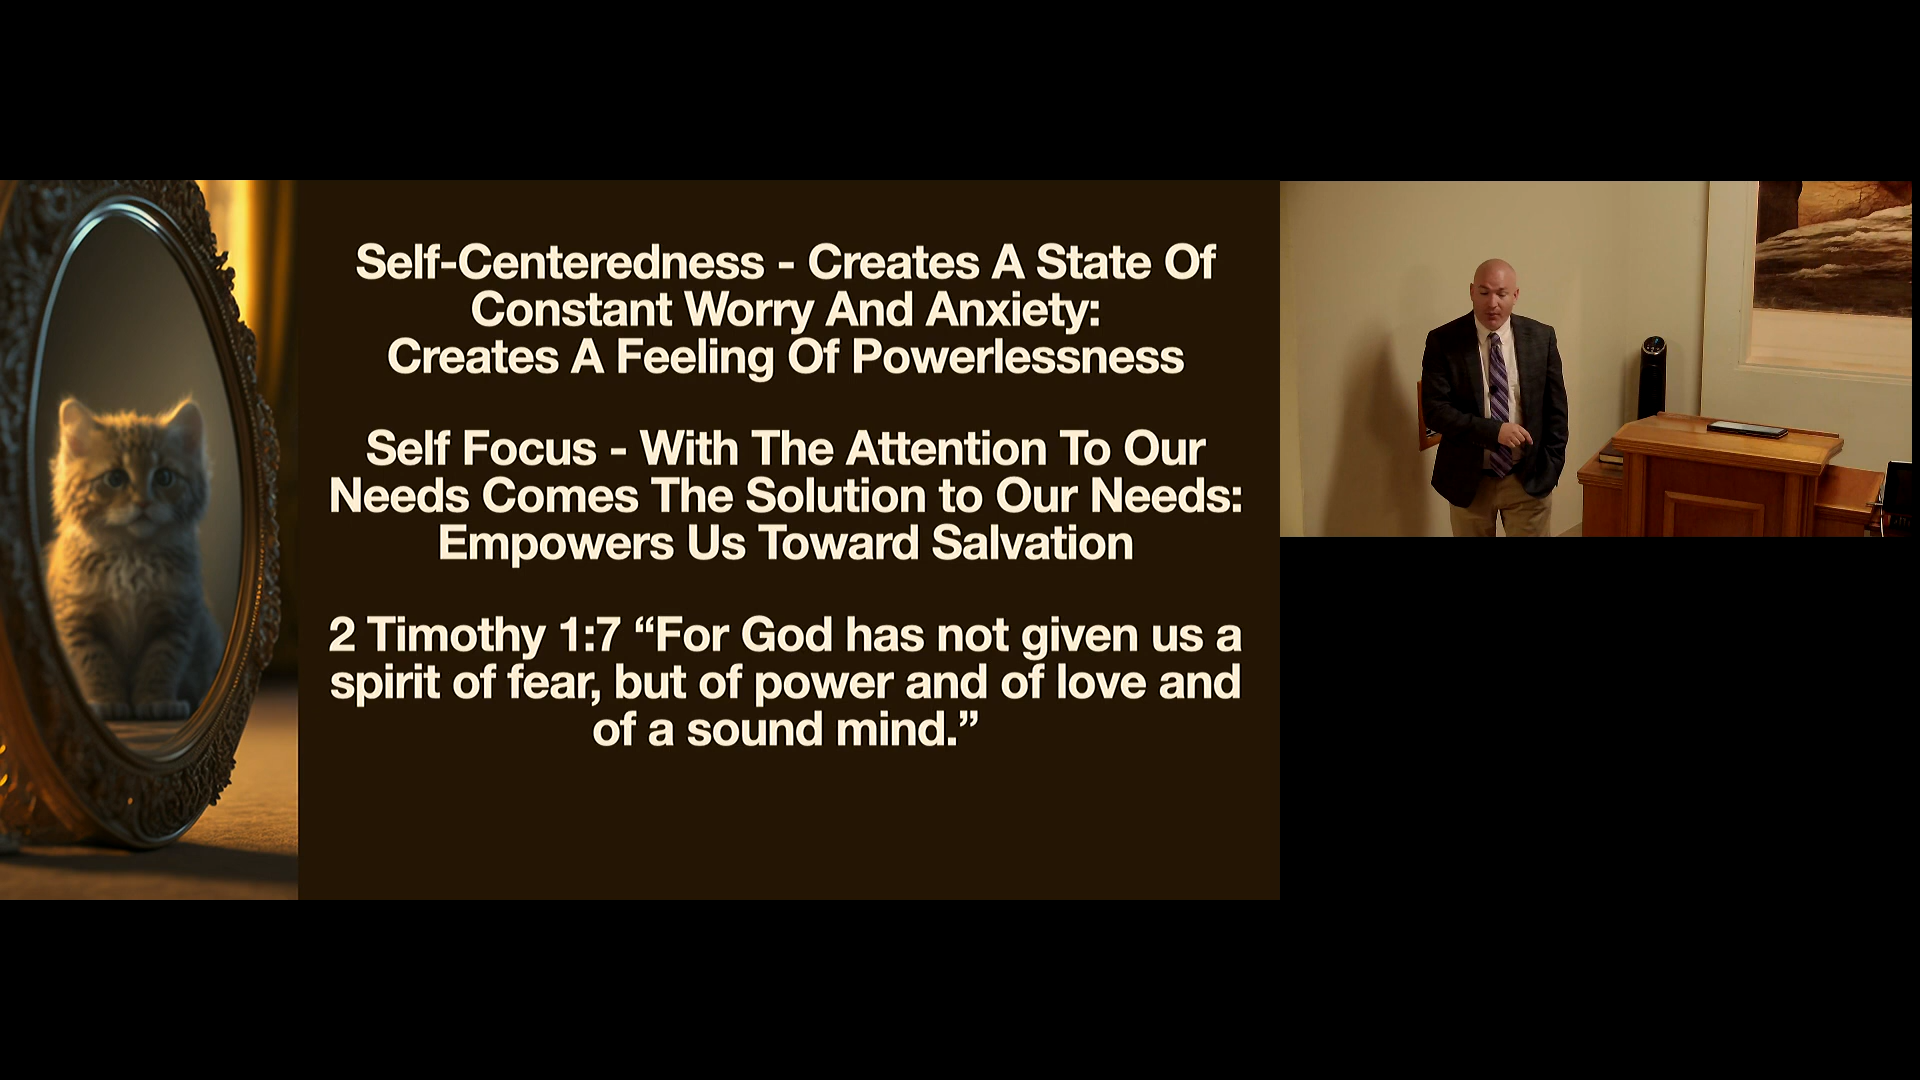 Self-Centeredness - Creates A State Of
Constant Worry And Anxiety:
Creates A Feeling Of Powerlessness
Self Focus - With The Attention To Our
Needs Comes The Solution to Our Needs:
Empowers Us Toward Salvation
2 Timothy 1:7 “For God has not given us a
spirit of fear, but of power and of love and
of a sound mind.”